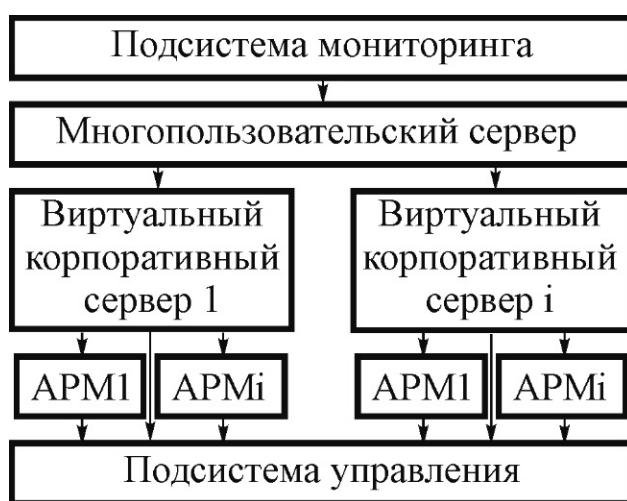 Подсистема мониторинга
Многопользовательский сервер
Виртуальный
корпоративный
сервер 1
Виртуальный
корпоративный
сервер i
АРМ1
АРМi
АРМ1
АРМi
Подсистема управления